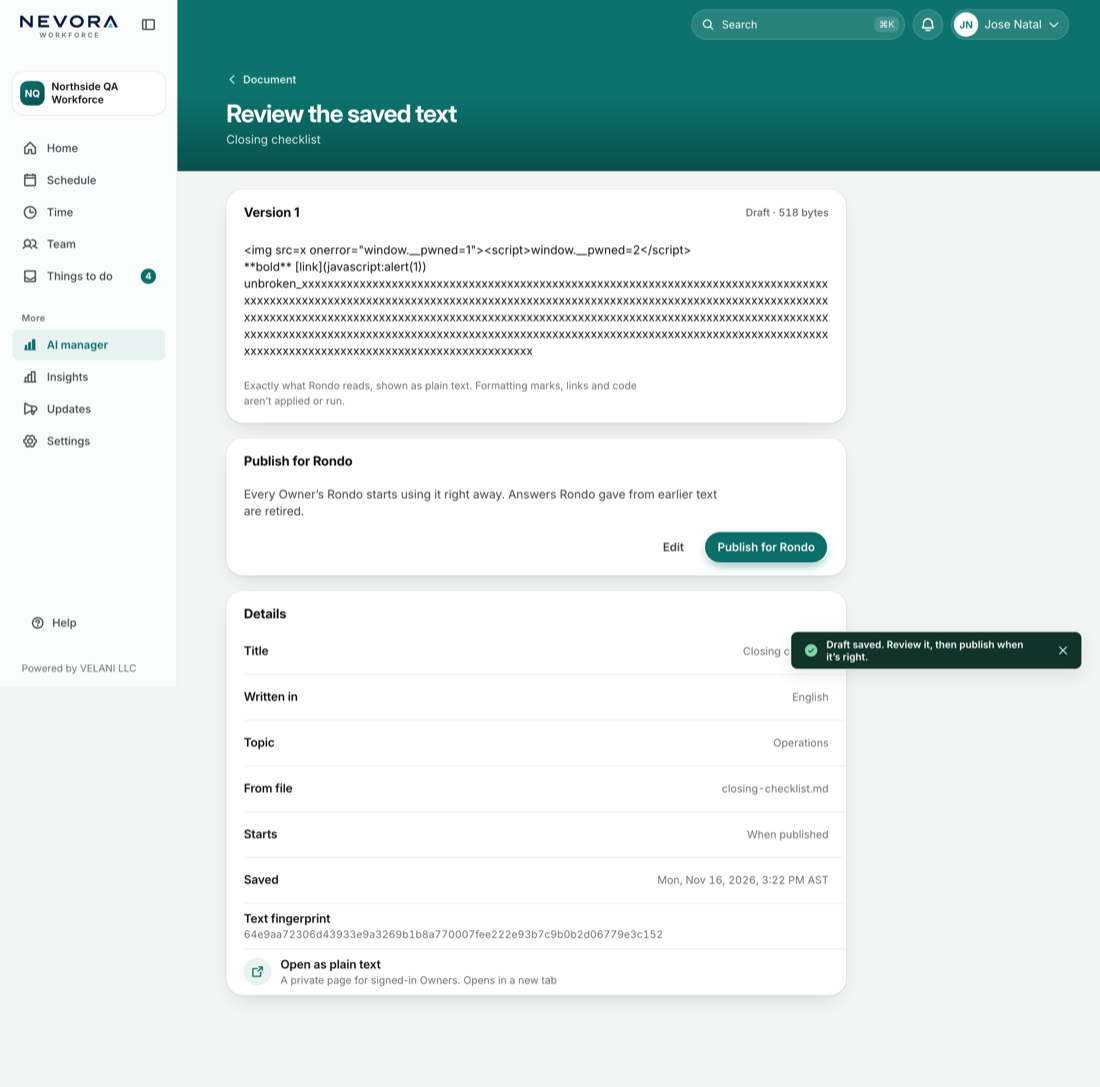 NEVORA
WORKFORCE
Search
⌘K
JN
Jose Natal
NQ
Northside QA
Workforce
Home
Schedule
Time
Team
Things to do
4
More
AI manager
Insights
Updates
Settings
Help
Powered by VELANI LLC
Document
Review the saved text
Closing checklist
Version 1
Draft · 518 bytes
<img src=x onerror="window.__pwned=1"><script>window.__pwned=2</script>
**bold** [link](javascript:alert(1))
Exactly what Rondo reads, shown as plain text. Formatting marks, links and code
aren't applied or run.
Publish for Rondo
Every Owner’s Rondo starts using it right away. Answers Rondo gave from earlier text
are retired.
Edit
Publish for Rondo
Details
Title
Closing c
Draft saved. Review it, then publish when
it’s right.
Written in
English
Topic
Operations
From file
closing-checklist.md
Starts
When published
Saved
Mon, Nov 16, 2026, 3:22 PM AST
Text fingerprint
64e9aa72306d43933e9a3269b1b8a770007fee222e93b7c9b0b2d06779e3c152
Open as plain text
A private page for signed-in Owners. Opens in a new tab